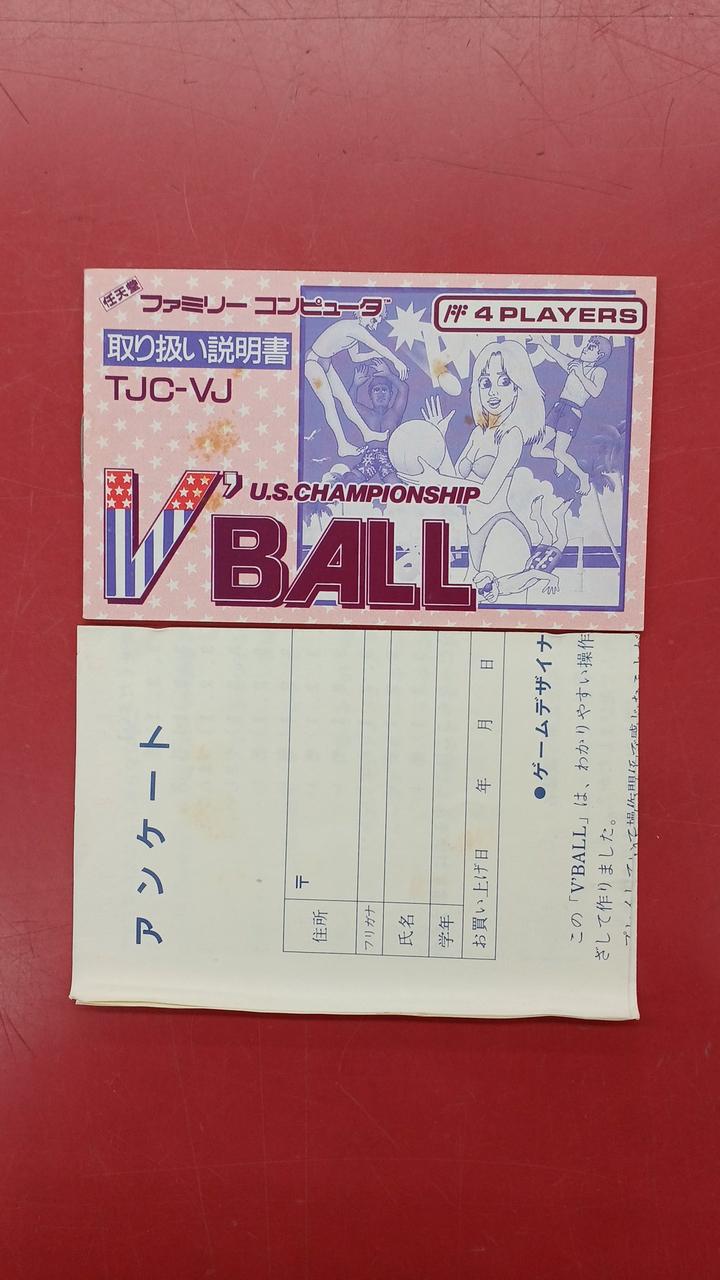 任天堂
ファミリー コンピュータ™
4 PLAYERS
取り扱い説明書
TJC-VJ
V'BALL
U.S.CHAMPIONSHIP
アンケート
住所
〒
フリガナ
氏名
学年
お買い上げ日 年 月 日
●ゲームデザイナ
この「V'BALL」は、わかりやすい操作
ざして作りました。